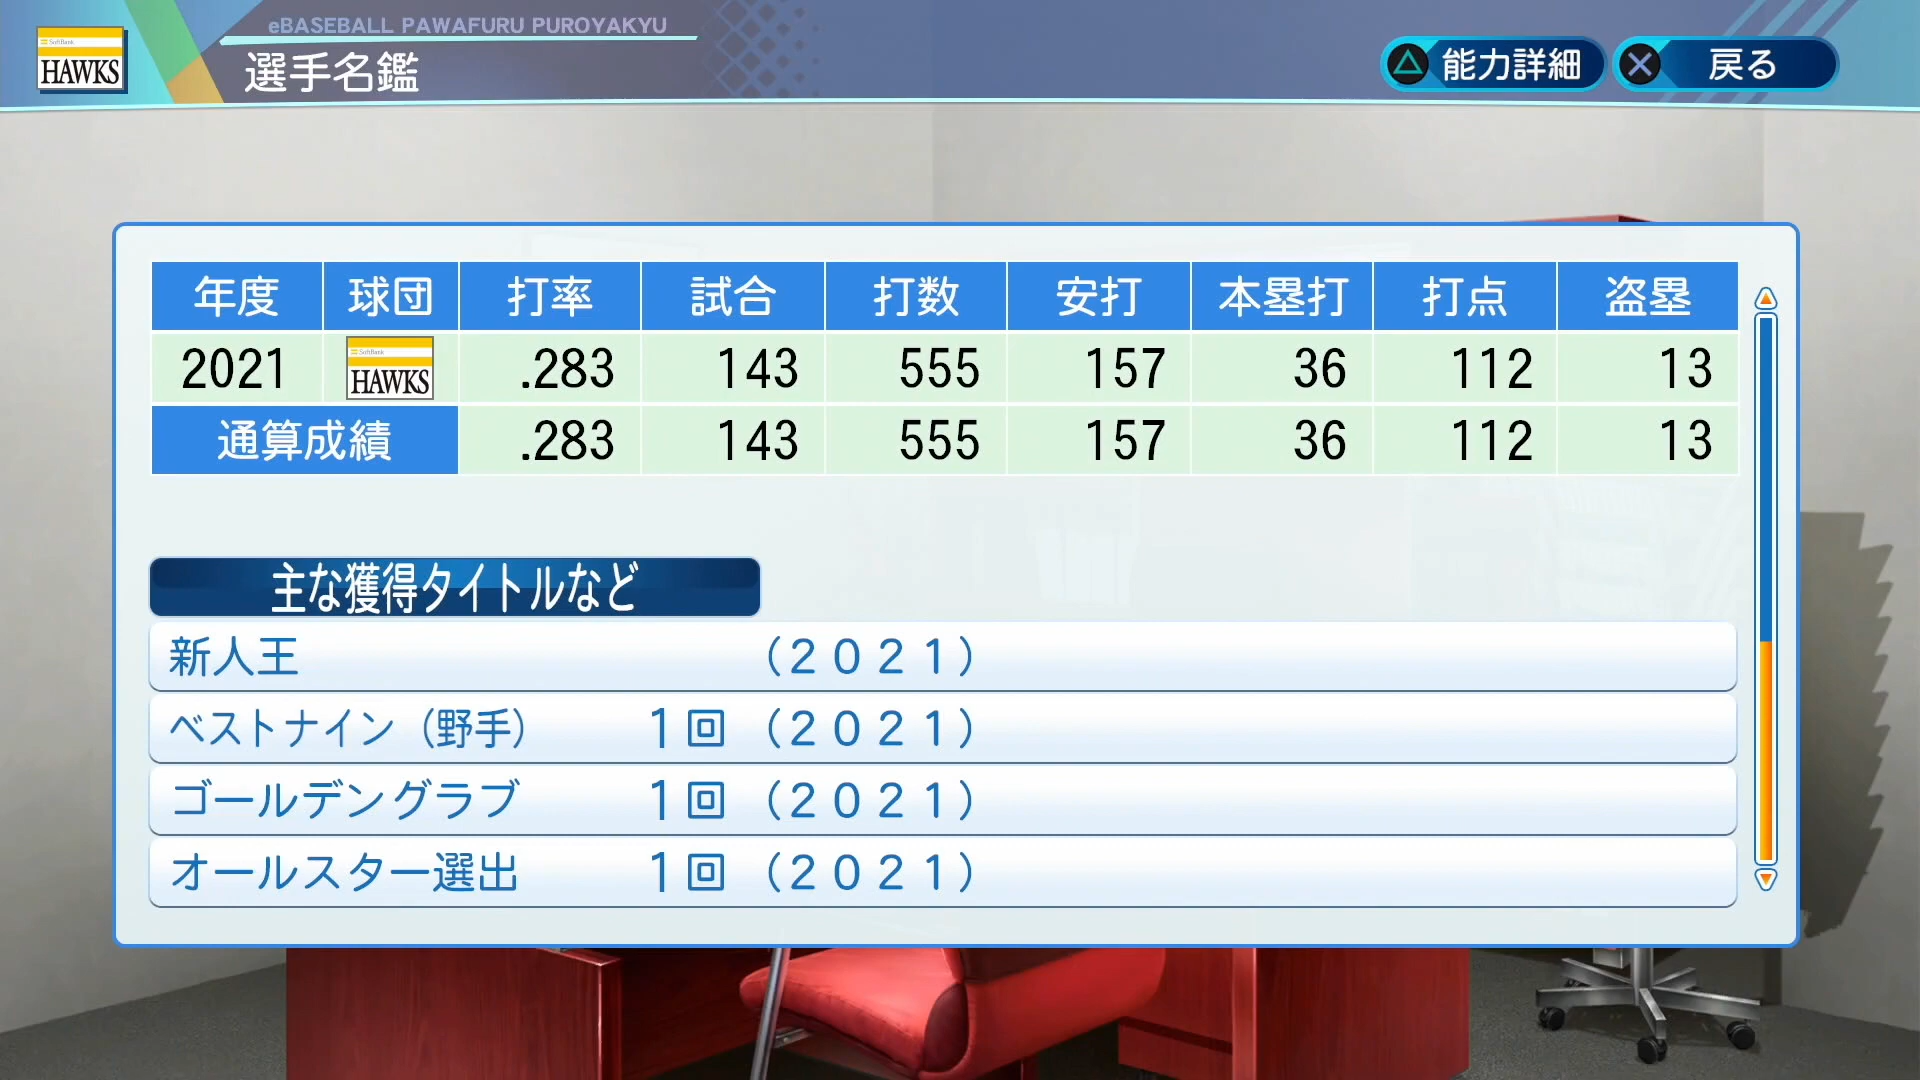 eBASEBALL PAWAFURU PUROYAKYU
SoftBank
HAWKS
選手名鑑
能力詳細 戻る
年度 球団 打率 試合 打数 安打 本塁打 打点 盗塁
2021 SoftBank HAWKS .283 143 555 157 36 112 13
通算成績 .283 143 555 157 36 112 13
主な獲得タイトルなど
新人王 （２０２１）
ベストナイン（野手） １回（２０２１）
ゴールデングラブ １回（２０２１）
オールスター選出 １回（２０２１）